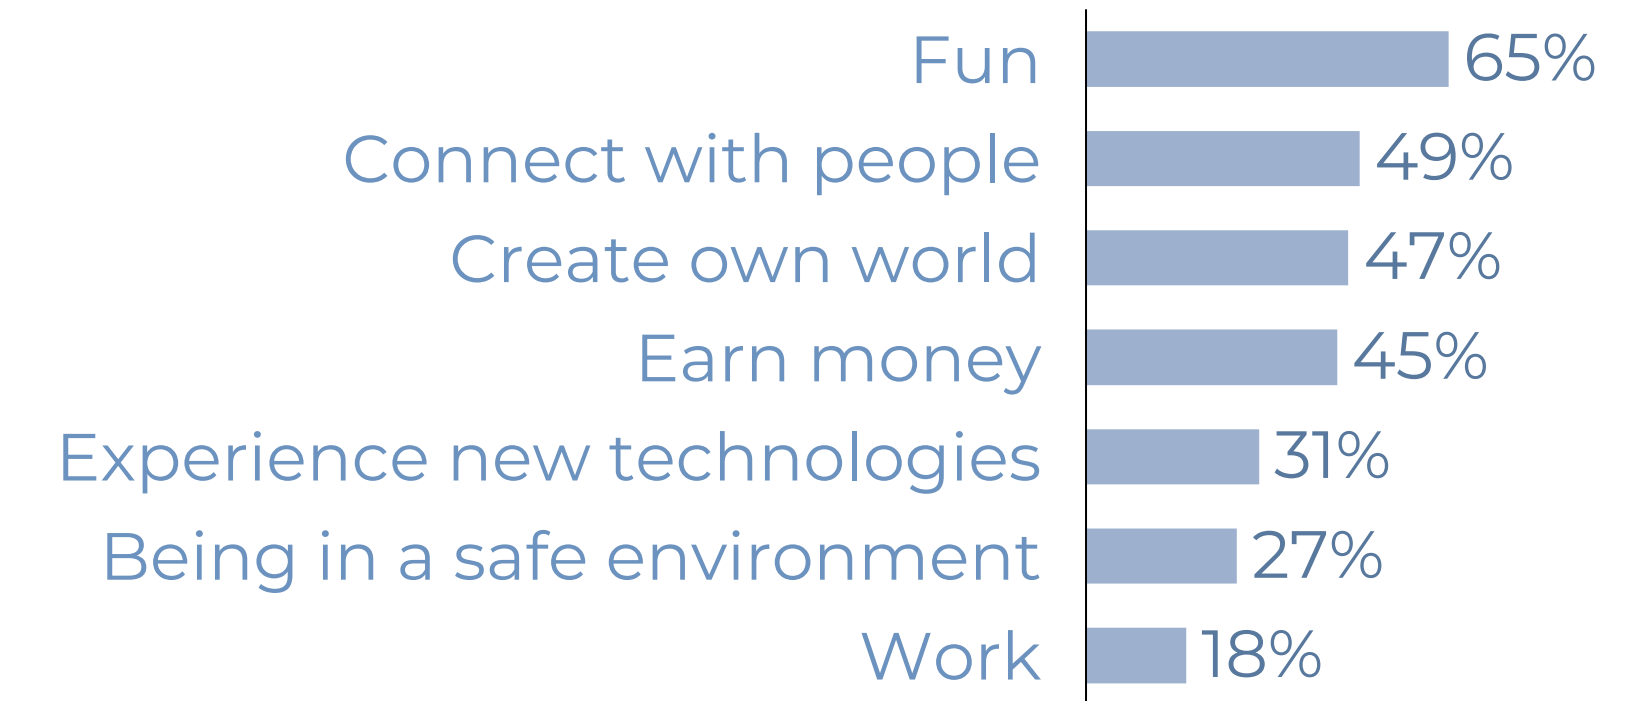 Fun 65%
Connect with people 49%
Create own world 47%
Earn money 45%
Experience new technologies 31%
Being in a safe environment 27%
Work 18%